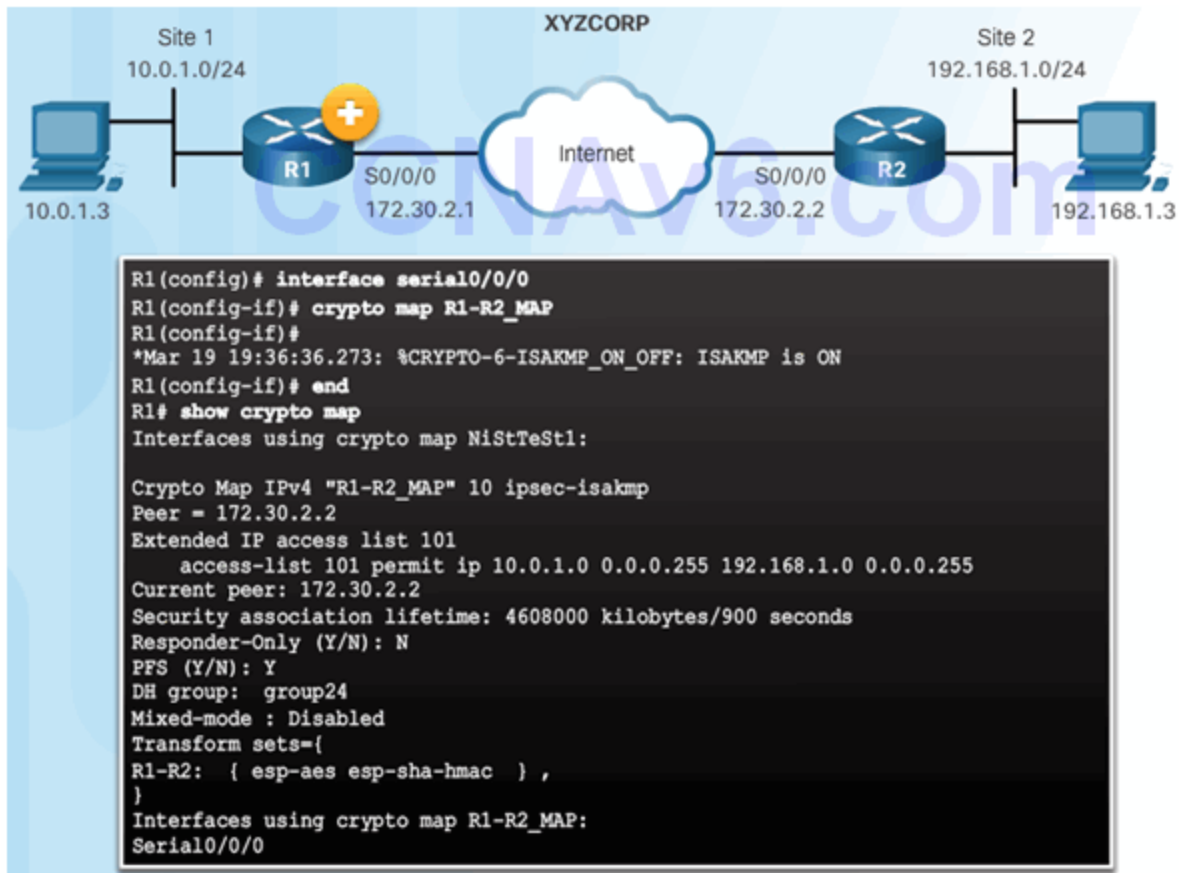 XYZCORP
Site 1
10.0.1.0/24
Site 2
192.168.1.0/24
Internet
R1
S0/0/0
172.30.2.1
S0/0/0
172.30.2.2
R2
10.0.1.3
192.168.1.3
CCNAv6.com
R1(config)# interface serial0/0/0
R1(config-if)# crypto map R1-R2_MAP
R1(config-if)#
*Mar 19 19:36:36.273: %CRYPTO-6-ISAKMP_ON_OFF: ISAKMP is ON
R1(config-if)# end
R1# show crypto map
Interfaces using crypto map NiStTeSt1:
Crypto Map IPv4 "R1-R2_MAP" 10 ipsec-isakmp
Peer = 172.30.2.2
Extended IP access list 101
access-list 101 permit ip 10.0.1.0 0.0.0.255 192.168.1.0 0.0.0.255
Current peer: 172.30.2.2
Security association lifetime: 4608000 kilobytes/900 seconds
Responder-Only (Y/N): N
PFS (Y/N): Y
DH group:  group24
Mixed-mode : Disabled
Transform sets={
R1-R2:  { esp-aes esp-sha-hmac  } ,
}
Interfaces using crypto map R1-R2_MAP:
Serial0/0/0